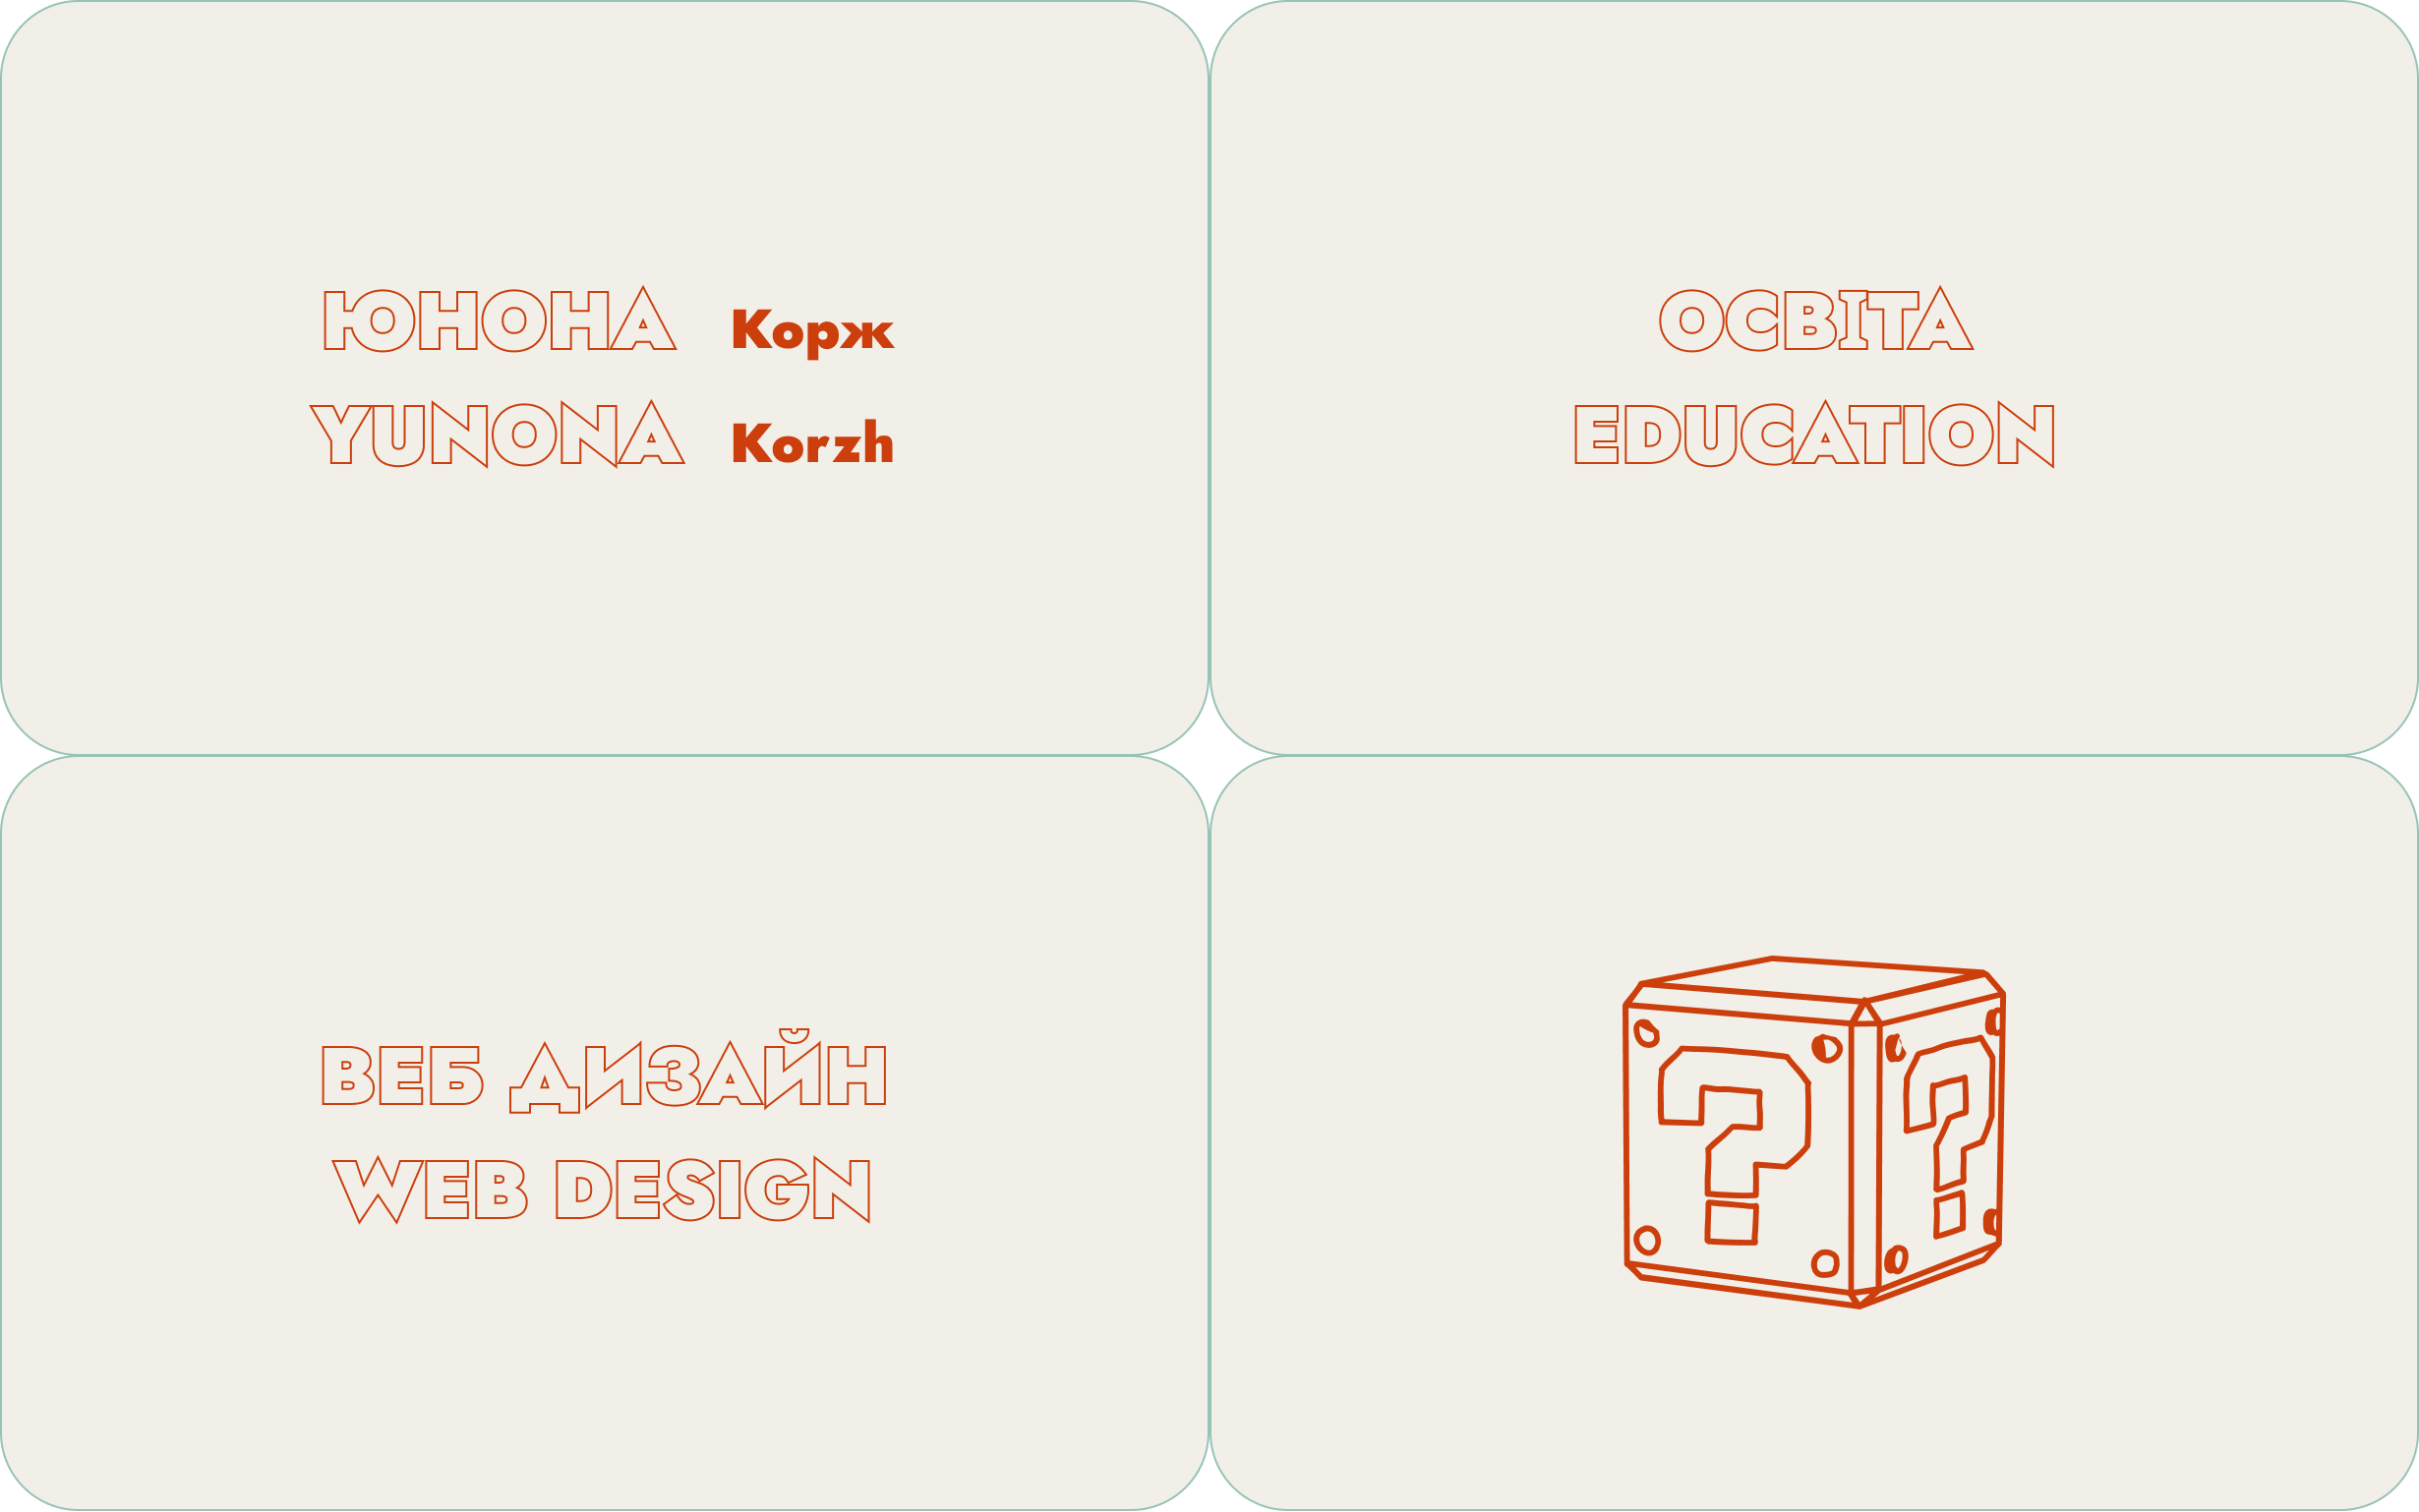 ЮНОНА Корж
YUNONA Korzh
ОСВІТА
EDUCATION
ВЕБ ДИЗАЙН
WEB DESIGN
? ?